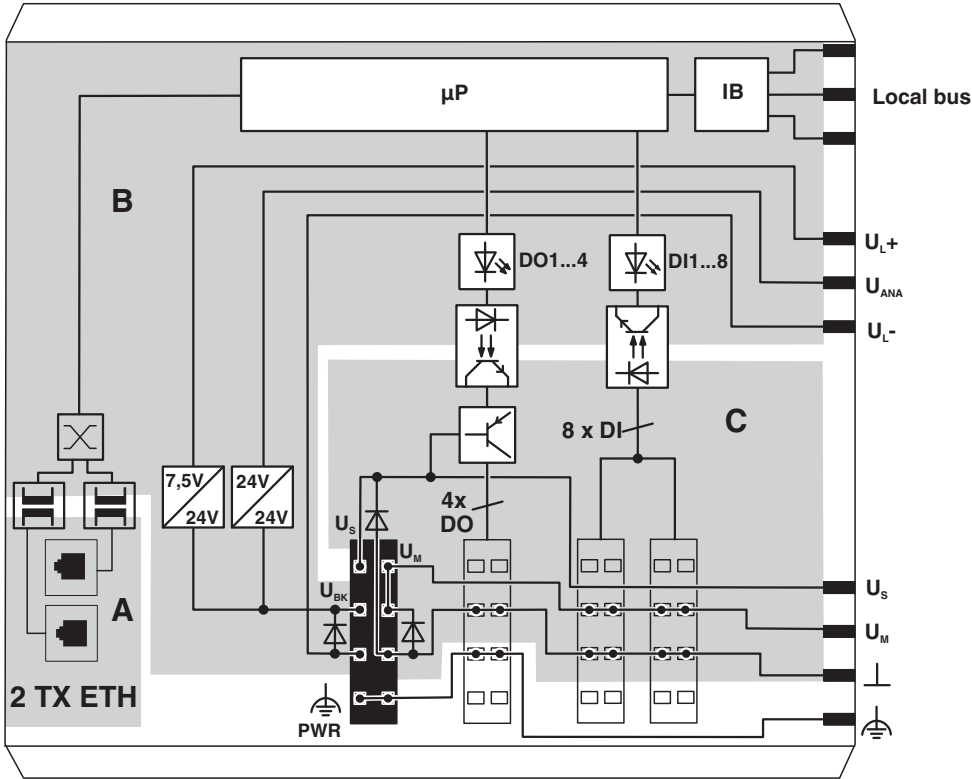 µP
IB
Local bus
B
U_L+
DO1...4
DI1...8
U_ANA
U_L-
C
8 x DI
7,5V
24V
24V
24V
4x
DO
U_S
U_M
U_BK
U_S
A
U_M
2 TX ETH
PWR